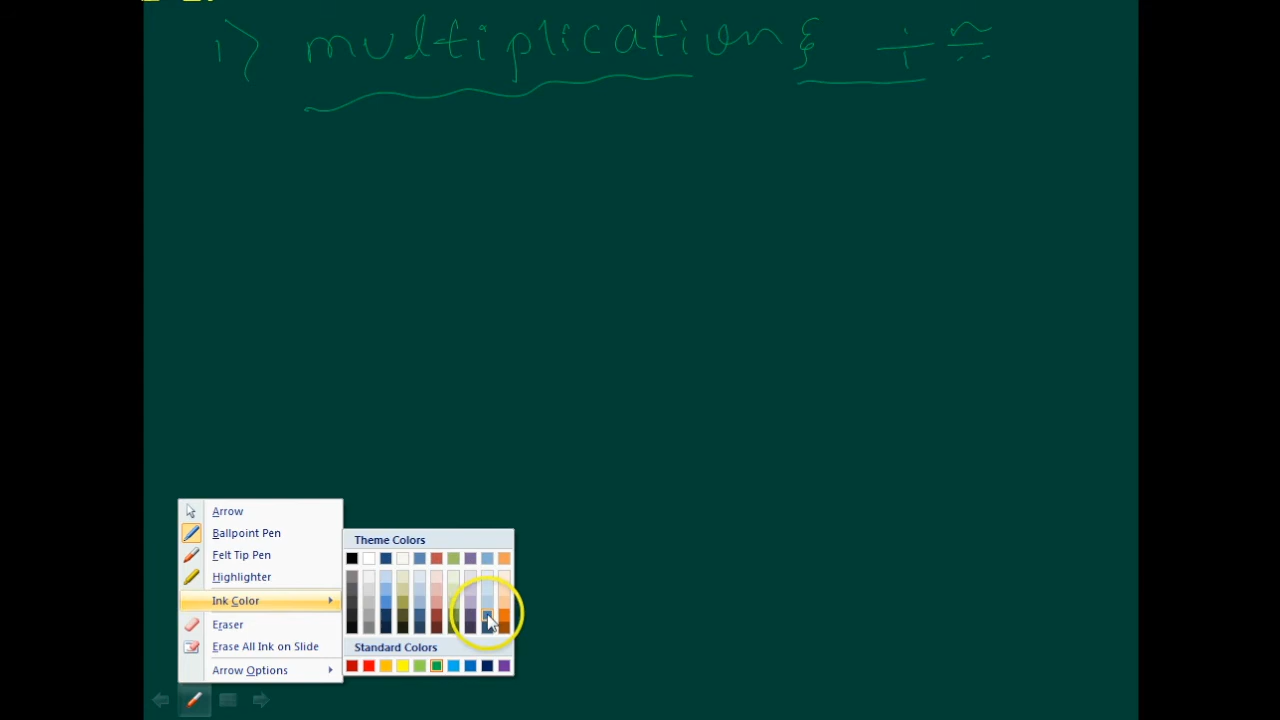 1) multiplication & ÷ n
Arrow
Ballpoint Pen
Felt Tip Pen
Highlighter
Ink Color
Eraser
Erase All Ink on Slide
Arrow Options
Theme Colors
Standard Colors